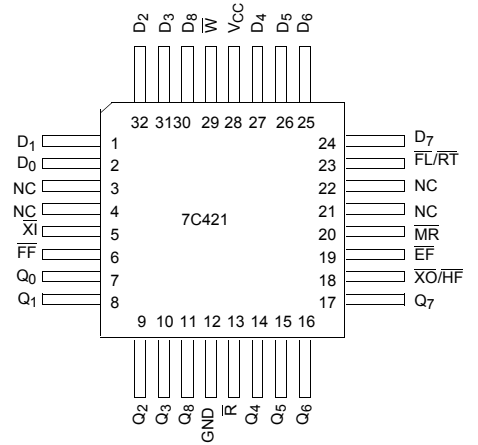 D2 D3 D8 W̅ VCC D4 D5 D6
32 31 30 29 28 27 26 25
D1 1 24 D7
D0 2 23 F̅L̅/R̅T̅
NC 3 22 NC
NC 4 21 NC
7C421
X̅I̅ 5 20 M̅R̅
F̅F̅ 6 19 E̅F̅
Q0 7 18 X̅O̅/H̅F̅
Q1 8 17 Q7
9 10 11 12 13 14 15 16
Q2 Q3 Q8 GND R̅ Q4 Q5 Q6